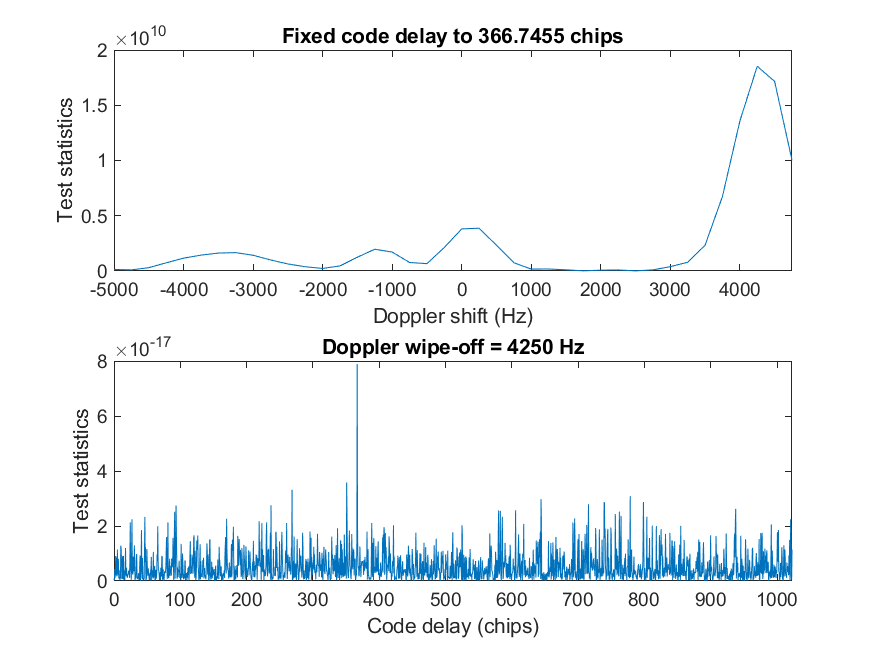 ×10^10
Fixed code delay to 366.7455 chips
2
1.5
1
0.5
0
Test statistics
-5000 -4000 -3000 -2000 -1000 0 1000 2000 3000 4000
Doppler shift (Hz)
×10^-17
Doppler wipe-off = 4250 Hz
8
6
4
2
0
Test statistics
0 100 200 300 400 500 600 700 800 900 1000
Code delay (chips)